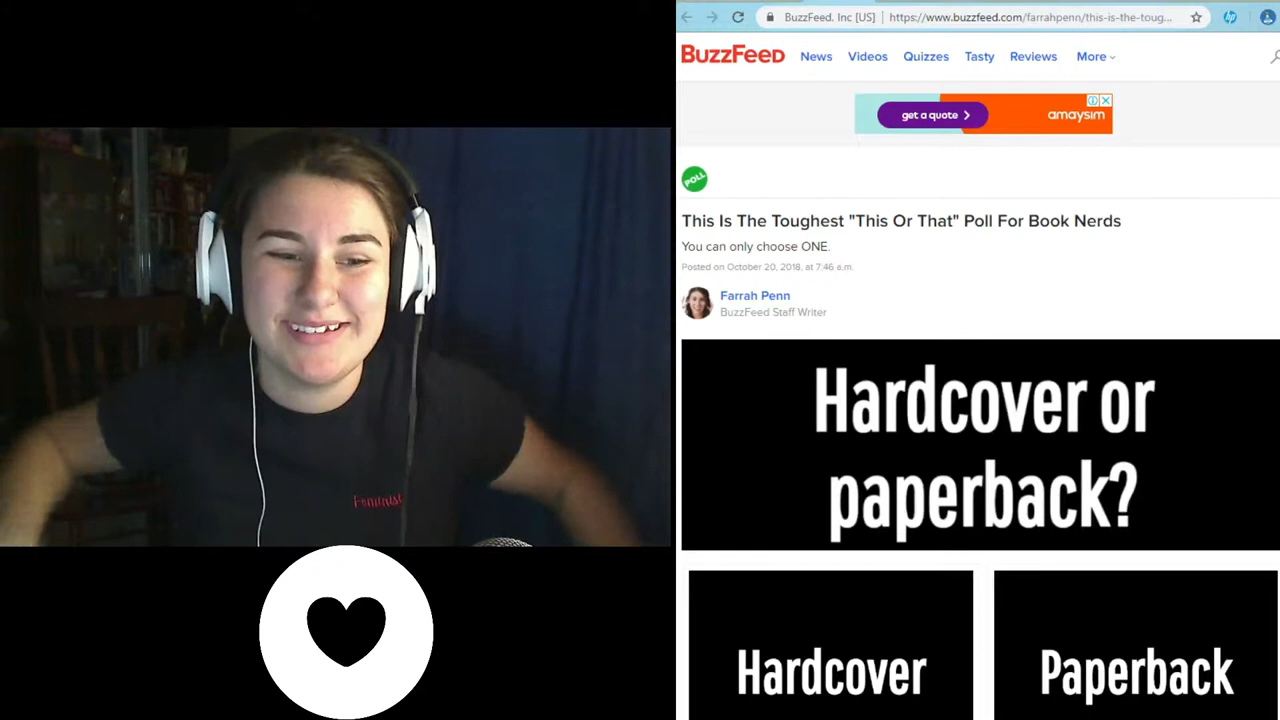 Feminist
BuzzFeed. Inc [US] | https://www.buzzfeed.com/farrahpenn/this-is-the-toug...
BuzzFeed News Videos Quizzes Tasty Reviews More
get a quote
amaysim
POLL
This Is The Toughest "This Or That" Poll For Book Nerds
You can only choose ONE.
Posted on October 20, 2018, at 7:46 a.m.
Farrah Penn
BuzzFeed Staff Writer
Hardcover or
paperback?
Hardcover
Paperback